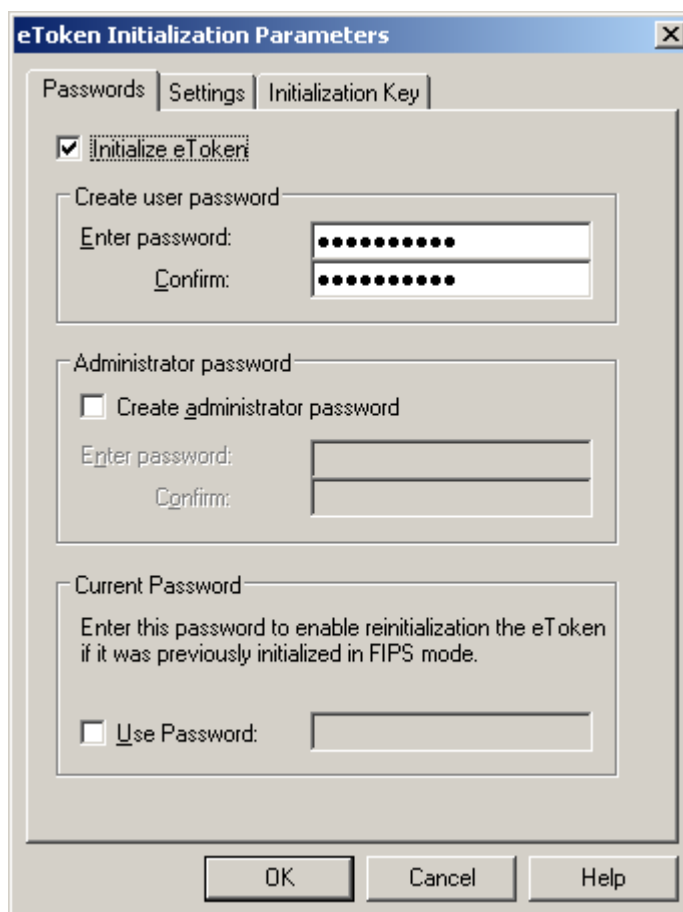 eToken Initialization Parameters
Passwords
Settings
Initialization Key
Initialize eToken
Create user password
Enter password:
Confirm:
Administrator password
Create administrator password
Enter password:
Confirm:
Current Password
Enter this password to enable reinitialization the eToken
if it was previously initialized in FIPS mode.
Use Password:
OK
Cancel
Help